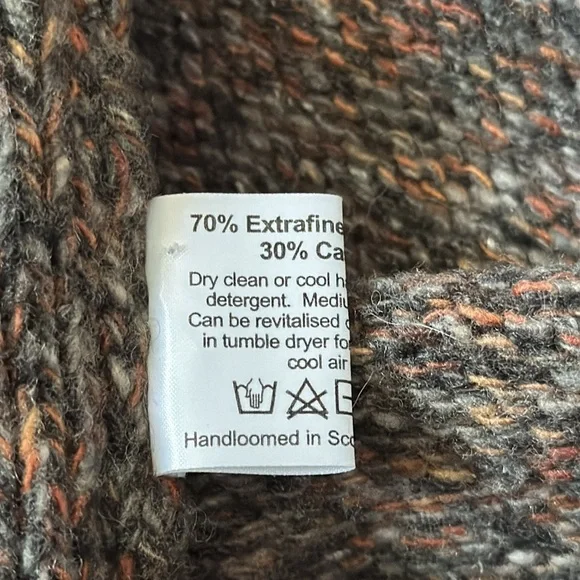 70% Extrafine
30% Ca
Dry clean or cool h
detergent. Mediu
Can be revitalised
in tumble dryer fo
cool air
Handloomed in Sco